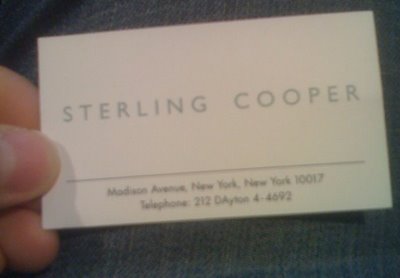 STERLING COOPER
Madison Avenue, New York, New York 10017
Telephone: 212 DAyton 4-4692